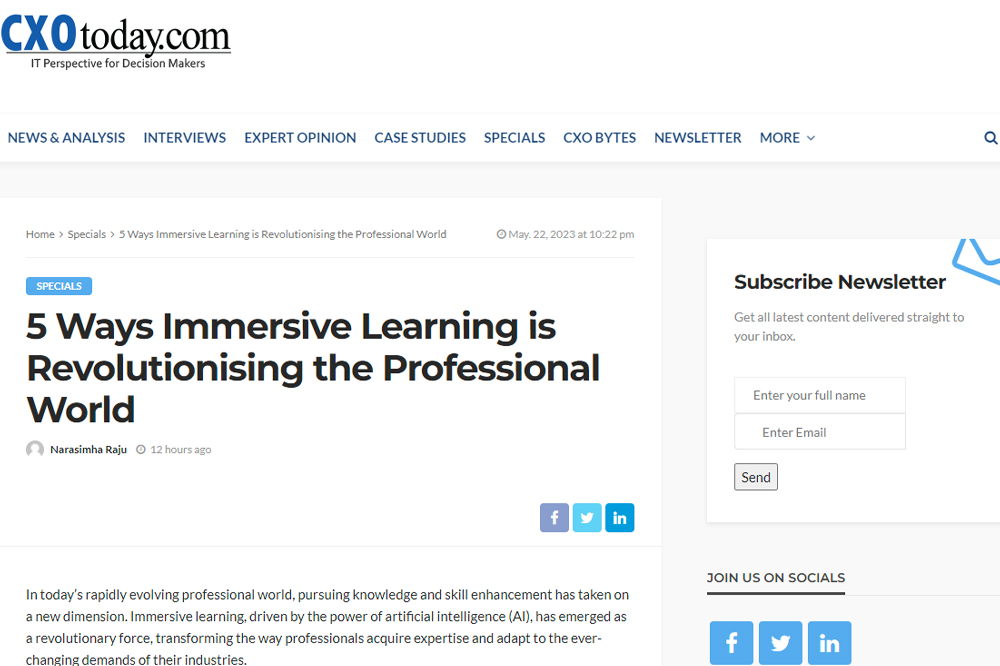 CXOtoday.com
IT Perspective for Decision Makers
NEWS & ANALYSIS INTERVIEWS EXPERT OPINION CASE STUDIES SPECIALS CXO BYTES NEWSLETTER MORE
Home > Specials > 5 Ways Immersive Learning is Revolutionising the Professional World
May. 22, 2023 at 10:22 pm
SPECIALS
5 Ways Immersive Learning is
Revolutionising the Professional
World
Narasimha Raju 12 hours ago
In today's rapidly evolving professional world, pursuing knowledge and skill enhancement has taken on
a new dimension. Immersive learning, driven by the power of artificial intelligence (AI), has emerged as
a revolutionary force, transforming the way professionals acquire expertise and adapt to the ever-
changing demands of their industries.
Subscribe Newsletter
Get all latest content delivered straight to
your inbox.
Enter your full name
Enter Email
Send
JOIN US ON SOCIALS